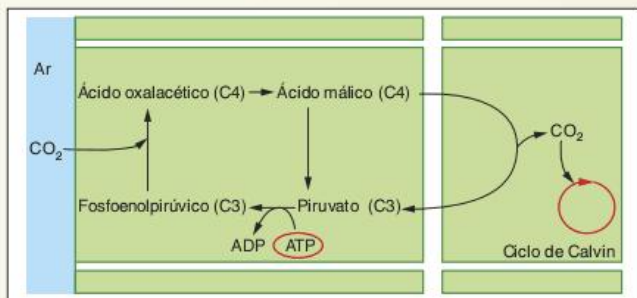 Ar
Ácido oxalacético (C4)
Ácido málico (C4)
CO₂
CO₂
Fosfoenolpirúvico (C3)
Piruvato (C3)
ADP
ATP
Ciclo de Calvin